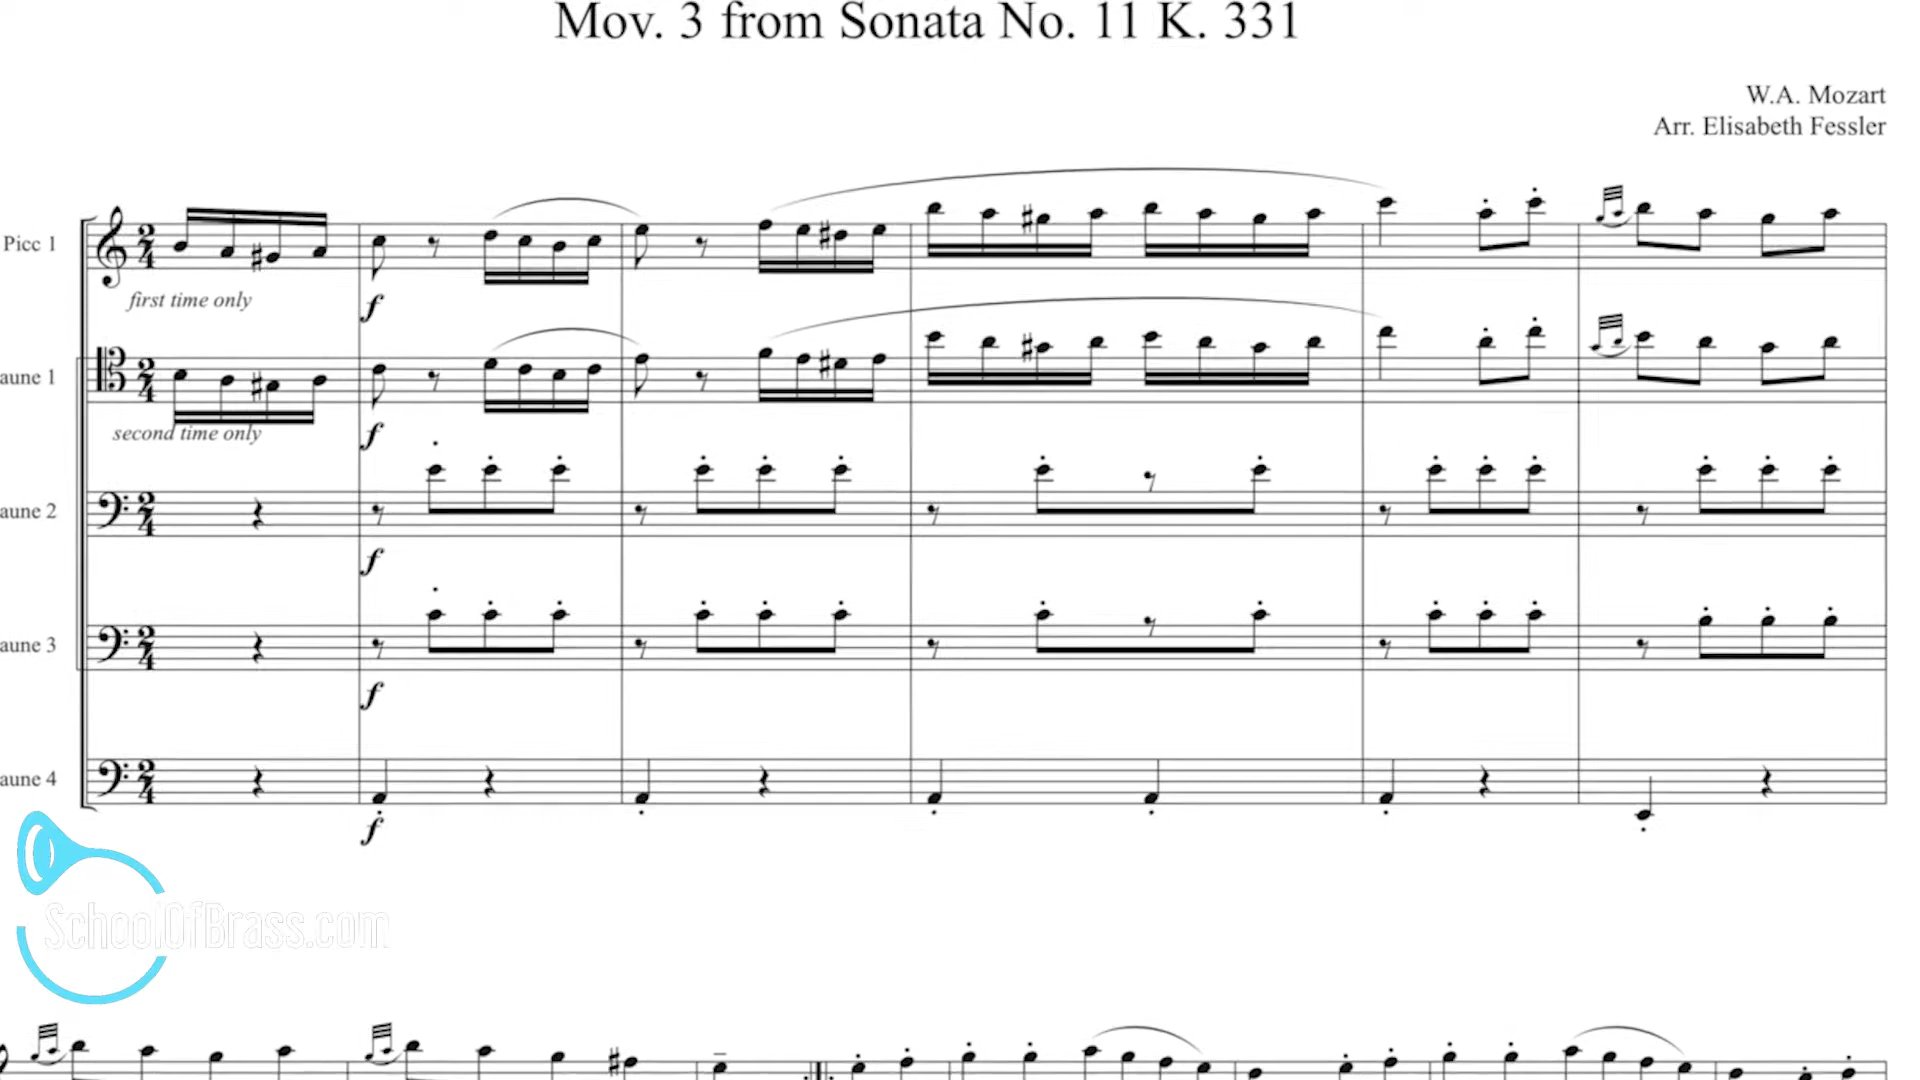 Mov. 3 from Sonata No. 11 K. 331
W.A. Mozart
Arr. Elisabeth Fessler
Picc 1
first time only
f
aune 1
second time only
f
aune 2
f
aune 3
f
aune 4
f
SchoolOfBrass.com